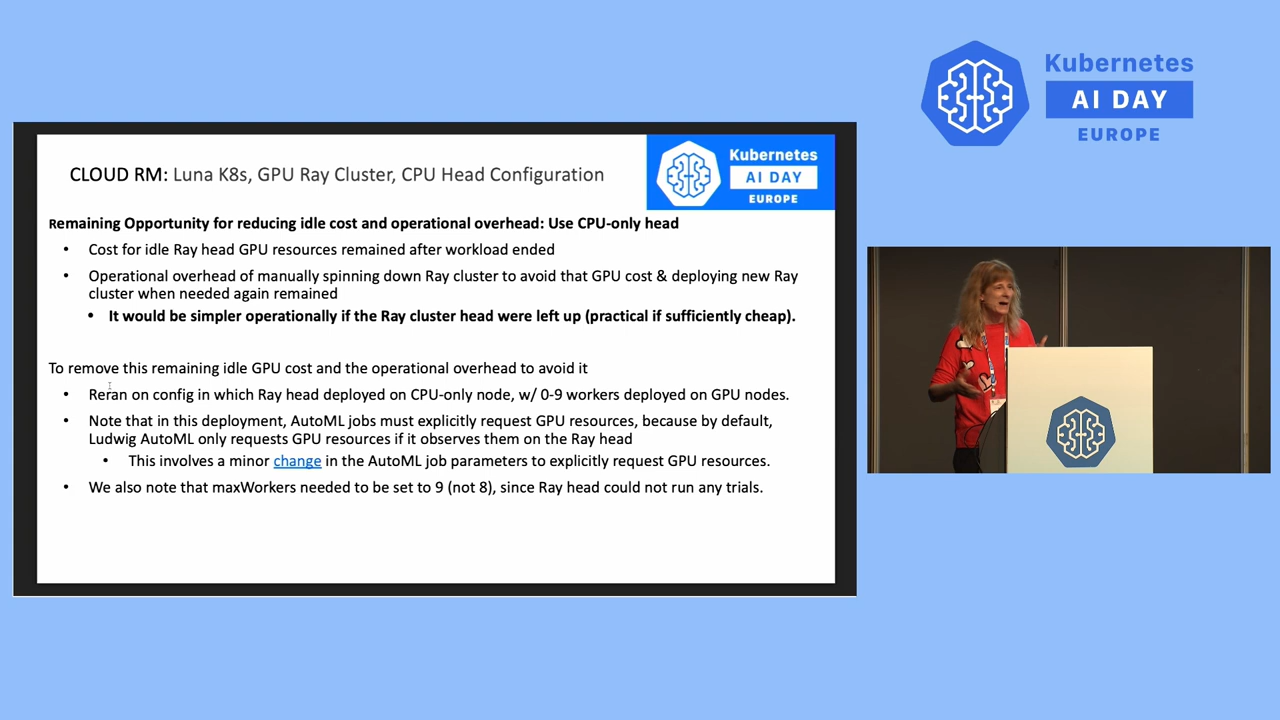 Kubernetes
AI DAY
EUROPE
CLOUD RM: Luna K8s, GPU Ray Cluster, CPU Head Configuration
Kubernetes
AI DAY
EUROPE
Remaining Opportunity for reducing idle cost and operational overhead: Use CPU-only head
• Cost for idle Ray head GPU resources remained after workload ended
• Operational overhead of manually spinning down Ray cluster to avoid that GPU cost & deploying new Ray
cluster when needed again remained
• It would be simpler operationally if the Ray cluster head were left up (practical if sufficiently cheap).
To remove this remaining idle GPU cost and the operational overhead to avoid it
• Reran on config in which Ray head deployed on CPU-only node, w/ 0-9 workers deployed on GPU nodes.
• Note that in this deployment, AutoML jobs must explicitly request GPU resources, because by default,
Ludwig AutoML only requests GPU resources if it observes them on the Ray head
• This involves a minor change in the AutoML job parameters to explicitly request GPU resources.
• We also note that maxWorkers needed to be set to 9 (not 8), since Ray head could not run any trials.